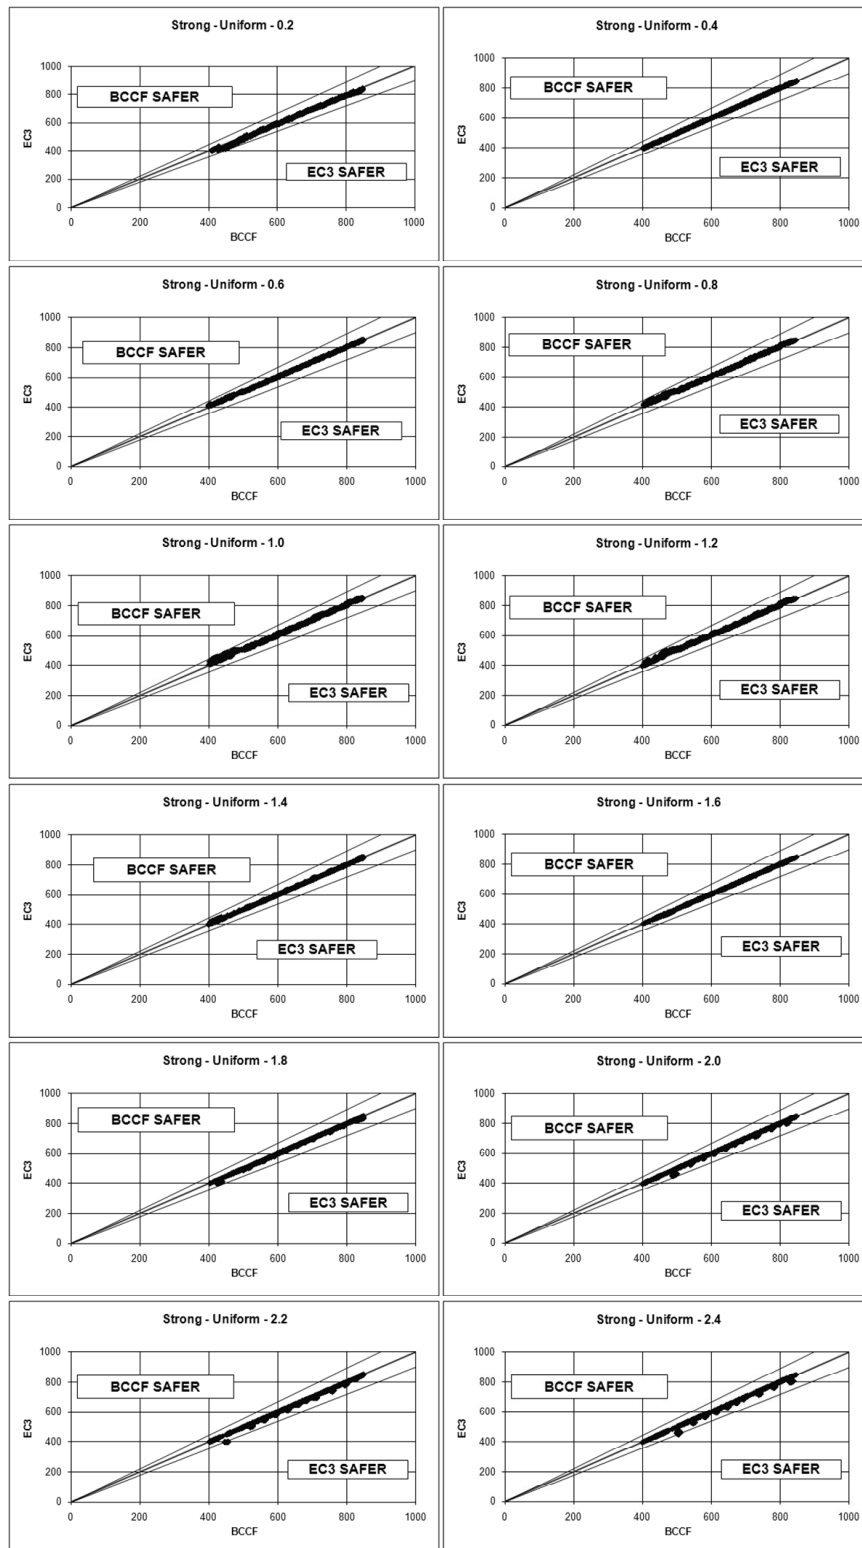 Strong - Uniform - 0.2
1000
800
600
400
200
0
EC3
BCCF SAFER
EC3 SAFER
0 200 400 600 800 1000
BCCF
Strong - Uniform - 0.4
1000
800
600
400
200
0
EC3
BCCF SAFER
EC3 SAFER
0 200 400 600 800 1000
BCCF
Strong - Uniform - 0.6
1000
800
600
400
200
0
EC3
BCCF SAFER
EC3 SAFER
0 200 400 600 800 1000
BCCF
Strong - Uniform - 0.8
1000
800
600
400
200
0
EC3
BCCF SAFER
EC3 SAFER
0 200 400 600 800 1000
BCCF
Strong - Uniform - 1.0
1000
800
600
400
200
0
EC3
BCCF SAFER
EC3 SAFER
0 200 400 600 800 1000
BCCF
Strong - Uniform - 1.2
1000
800
600
400
200
0
EC3
BCCF SAFER
EC3 SAFER
0 200 400 600 800 1000
BCCF
Strong - Uniform - 1.4
1000
800
600
400
200
0
EC3
BCCF SAFER
EC3 SAFER
0 200 400 600 800 1000
BCCF
Strong - Uniform - 1.6
1000
800
600
400
200
0
EC3
BCCF SAFER
EC3 SAFER
0 200 400 600 800 1000
BCCF
Strong - Uniform - 1.8
1000
800
600
400
200
0
EC3
BCCF SAFER
EC3 SAFER
0 200 400 600 800 1000
BCCF
Strong - Uniform - 2.0
1000
800
600
400
200
0
EC3
BCCF SAFER
EC3 SAFER
0 200 400 600 800 1000
BCCF
Strong - Uniform - 2.2
1000
800
600
400
200
0
EC3
BCCF SAFER
EC3 SAFER
0 200 400 600 800 1000
BCCF
Strong - Uniform - 2.4
1000
800
600
400
200
0
EC3
BCCF SAFER
EC3 SAFER
0 200 400 600 800 1000
BCCF